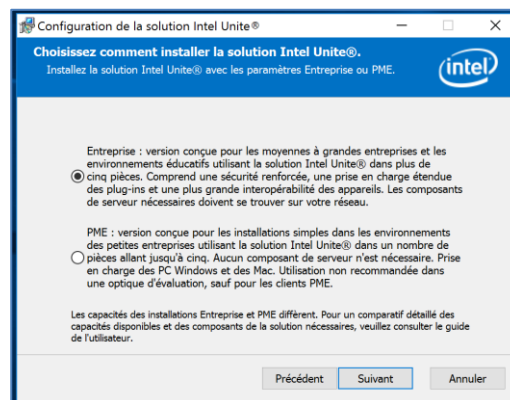 Configuration de la solution Intel Unite®
Choisissez comment installer la solution Intel Unite®.
Installez la solution Intel Unite® avec les paramètres Entreprise ou PME.
intel
Entreprise : version conçue pour les moyennes à grandes entreprises et les
environnements éducatifs utilisant la solution Intel Unite® dans plus de
cinq pièces. Comprend une sécurité renforcée, une prise en charge étendue
des plug-ins et une plus grande interopérabilité des appareils. Les composants
de serveur nécessaires doivent se trouver sur votre réseau.
PME : version conçue pour les installations simples dans les environnements
des petites entreprises utilisant la solution Intel Unite® dans un nombre de
pièces allant jusqu'à cinq. Aucun composant de serveur n'est nécessaire. Prise
en charge des PC Windows et des Mac. Utilisation non recommandée dans
une optique d'évaluation, sauf pour les clients PME.
Les capacités des installations Entreprise et PME diffèrent. Pour un comparatif détaillé des
capacités disponibles et des composants de la solution nécessaires, veuillez consulter le guide
de l'utilisateur.
Précédent Suivant Annuler